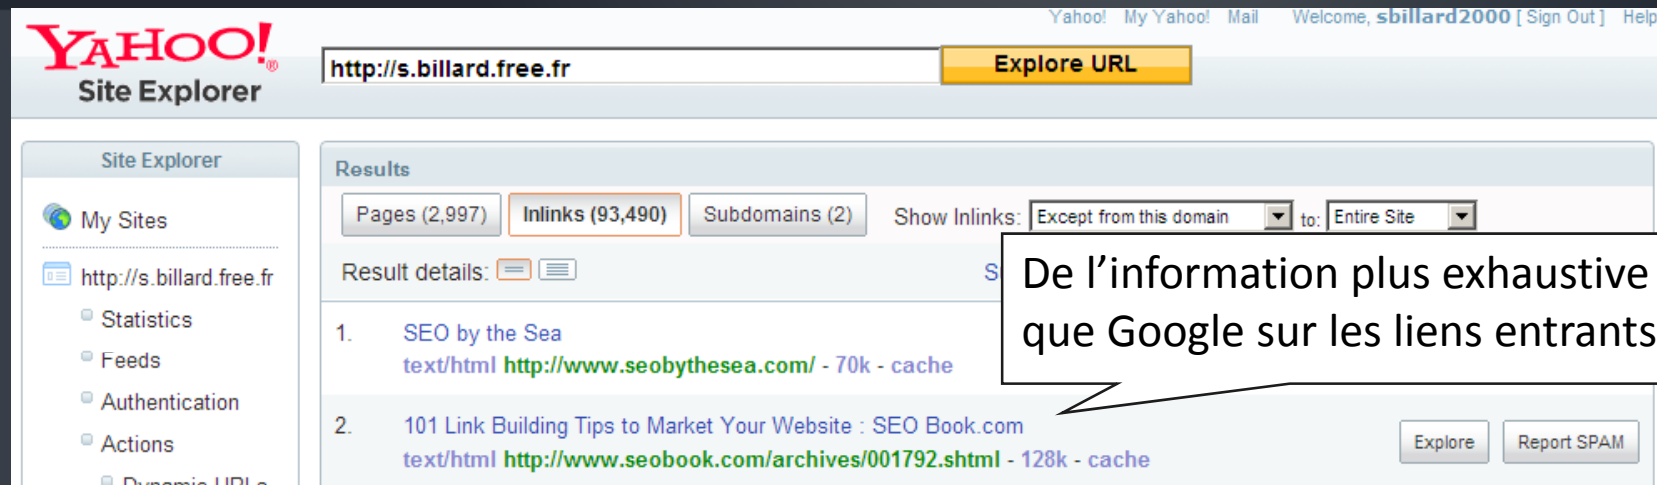 Yahoo! My Yahoo! Mail Welcome, sbillard2000 [ Sign Out ] Help
YAHOO!®
Site Explorer
http://s.billard.free.fr
Explore URL
Site Explorer
My Sites
http://s.billard.free.fr
Statistics
Feeds
Authentication
Actions
Dynamic URLs
Results
Pages (2,997) Inlinks (93,490) Subdomains (2) Show Inlinks: Except from this domain to: Entire Site
Result details:
De l’information plus exhaustive
que Google sur les liens entrants
1. SEO by the Sea
text/html http://www.seobythesea.com/ - 70k - cache
2. 101 Link Building Tips to Market Your Website : SEO Book.com
text/html http://www.seobook.com/archives/001792.shtml - 128k - cache
Explore Report SPAM